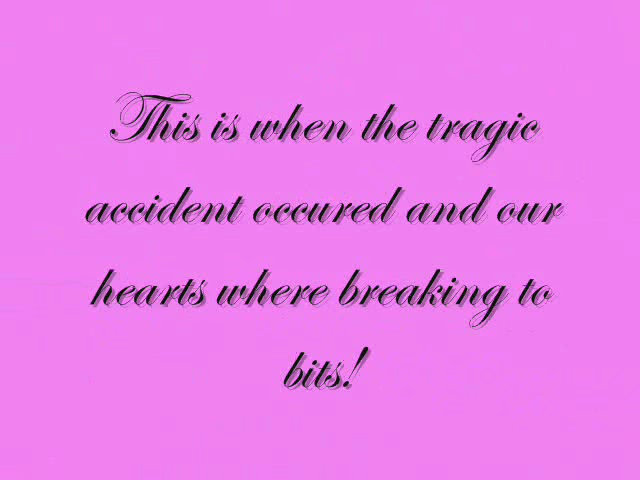 This is when the tragic
accident occured and our
hearts where breaking to
bits!